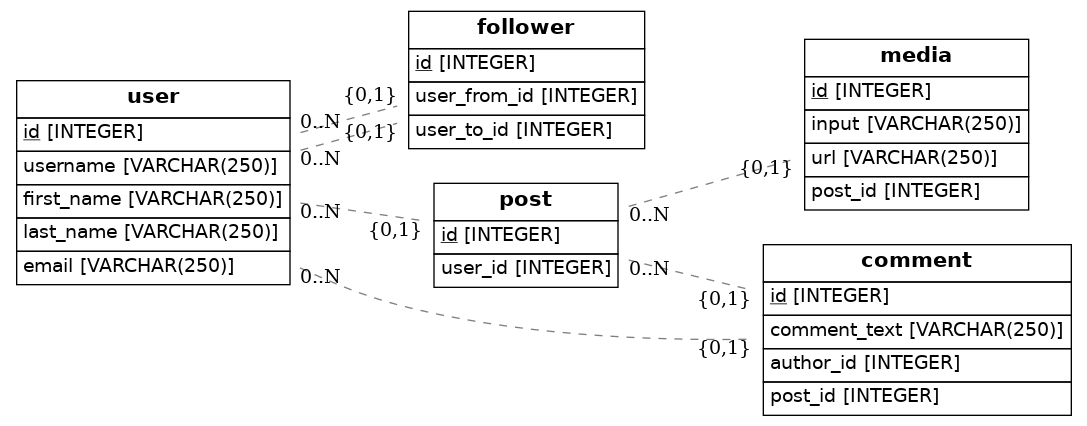 user
id [INTEGER]
username [VARCHAR(250)]
first_name [VARCHAR(250)]
last_name [VARCHAR(250)]
email [VARCHAR(250)]
follower
id [INTEGER]
user_from_id [INTEGER]
user_to_id [INTEGER]
post
id [INTEGER]
user_id [INTEGER]
media
id [INTEGER]
input [VARCHAR(250)]
url [VARCHAR(250)]
post_id [INTEGER]
comment
id [INTEGER]
comment_text [VARCHAR(250)]
author_id [INTEGER]
post_id [INTEGER]
{0,1}
0..N
{0,1}
0..N
0..N
{0,1}
0..N
{0,1}
{0,1}
0..N
0..N
{0,1}